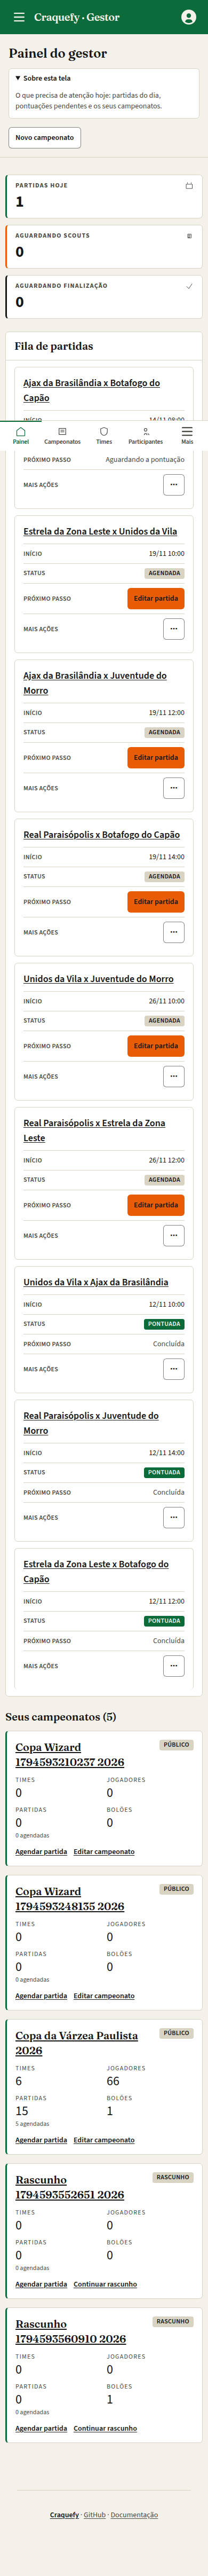 Craquefy · Gestor
Painel do gestor
▼ Sobre esta tela
O que precisa de atenção hoje: partidas do dia,
pontuações pendentes e os seus campeonatos.
Novo campeonato
PARTIDAS HOJE
1
AGUARDANDO SCOUTS
0
AGUARDANDO FINALIZAÇÃO
0
Fila de partidas
Ajax da Brasilândia x Botafogo do
Capão
Painel
Campeonatos
Times
Participantes
Mais
PRÓXIMO PASSO
Aguardando a pontuação
MAIS AÇÕES
Estrela da Zona Leste x Unidos da Vila
INÍCIO
19/11 10:00
STATUS
AGENDADA
PRÓXIMO PASSO
Editar partida
MAIS AÇÕES
Ajax da Brasilândia x Juventude do
Morro
INÍCIO
19/11 12:00
STATUS
AGENDADA
PRÓXIMO PASSO
Editar partida
MAIS AÇÕES
Real Paraisópolis x Botafogo do Capão
INÍCIO
19/11 14:00
STATUS
AGENDADA
PRÓXIMO PASSO
Editar partida
MAIS AÇÕES
Unidos da Vila x Juventude do Morro
INÍCIO
26/11 10:00
STATUS
AGENDADA
PRÓXIMO PASSO
Editar partida
MAIS AÇÕES
Real Paraisópolis x Estrela da Zona
Leste
INÍCIO
26/11 12:00
STATUS
AGENDADA
PRÓXIMO PASSO
Editar partida
MAIS AÇÕES
Unidos da Vila x Ajax da Brasilândia
INÍCIO
12/11 10:00
STATUS
PONTUADA
PRÓXIMO PASSO
Concluída
MAIS AÇÕES
Real Paraisópolis x Juventude do
Morro
INÍCIO
12/11 14:00
STATUS
PONTUADA
PRÓXIMO PASSO
Concluída
MAIS AÇÕES
Estrela da Zona Leste x Botafogo do
Capão
INÍCIO
12/11 12:00
STATUS
PONTUADA
PRÓXIMO PASSO
Concluída
MAIS AÇÕES
Seus campeonatos (5)
Copa Wizard
1794593210237 2026
PÚBLICO
TIMES
JOGADORES
0
0
PARTIDAS
BOLÕES
0
0
0 agendadas
Agendar partida Editar campeonato
Copa Wizard
1794593248135 2026
PÚBLICO
TIMES
JOGADORES
0
0
PARTIDAS
BOLÕES
0
0
0 agendadas
Agendar partida Editar campeonato
Copa da Várzea Paulista
2026
PÚBLICO
TIMES
JOGADORES
6
66
PARTIDAS
BOLÕES
15
1
5 agendadas
Agendar partida Editar campeonato
Rascunho
1794593552651 2026
RASCUNHO
TIMES
JOGADORES
0
0
PARTIDAS
BOLÕES
0
0
0 agendadas
Agendar partida Continuar rascunho
Rascunho
1794593560910 2026
RASCUNHO
TIMES
JOGADORES
0
0
PARTIDAS
BOLÕES
0
1
0 agendadas
Agendar partida Continuar rascunho
Craquefy · GitHub · Documentação